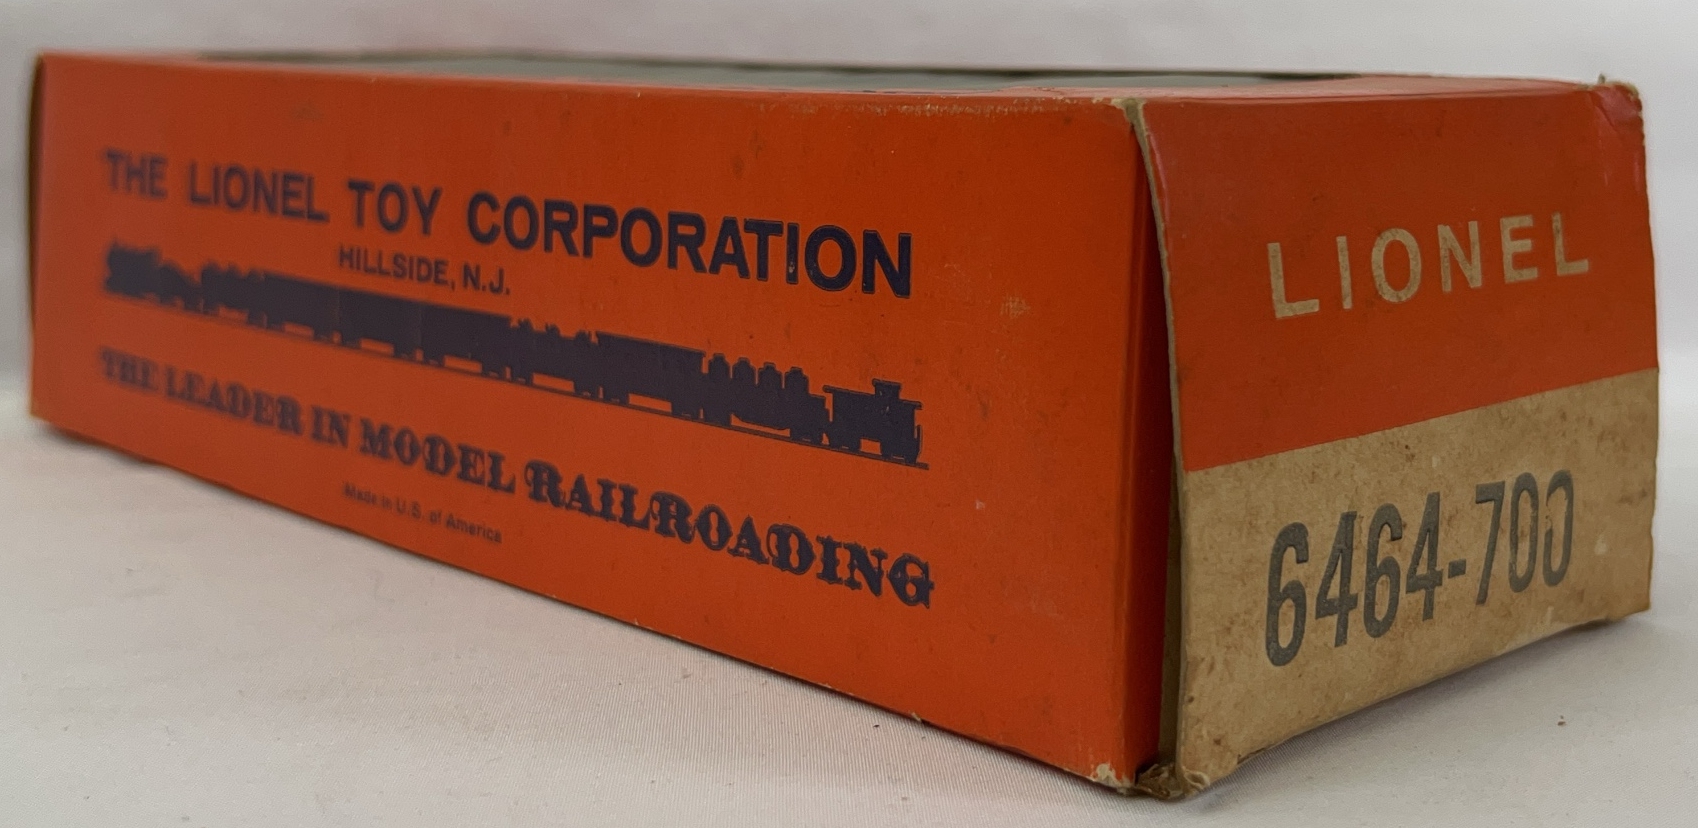 THE LIONEL TOY CORPORATION
HILLSIDE, N.J.
THE LEADER IN MODEL RAILROADING
Made in U.S. of America
LIONEL
6464-700